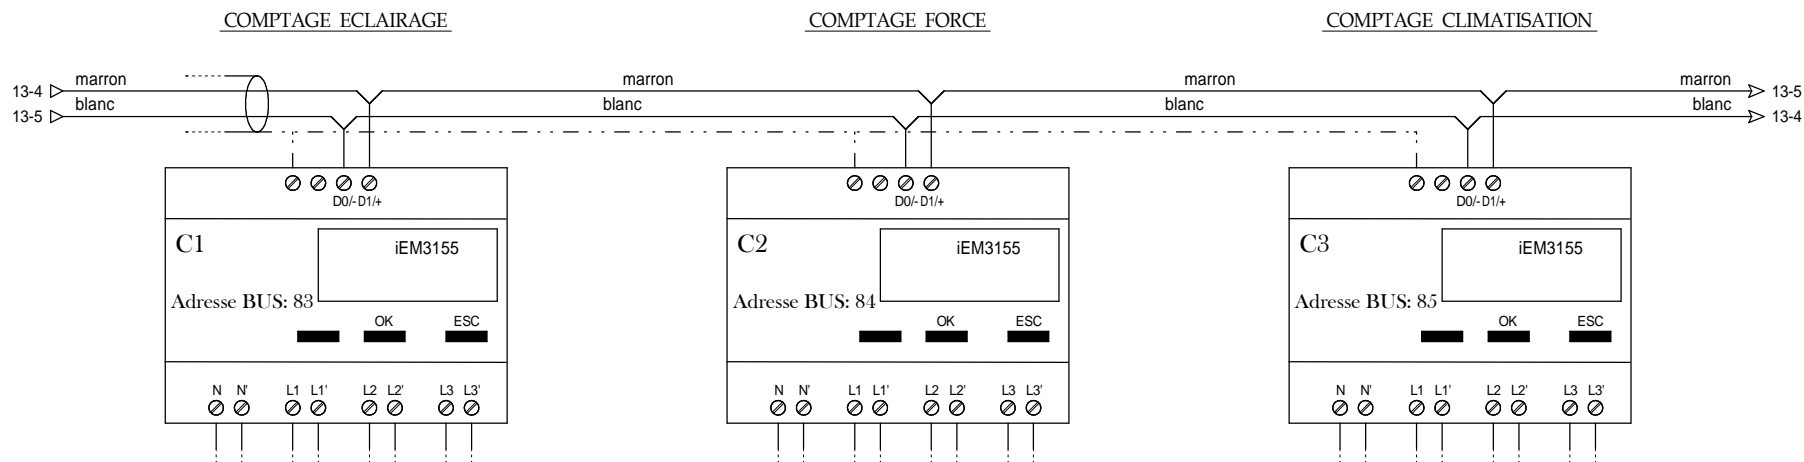 COMPTAGE ECLAIRAGE COMPTAGE FORCE COMPTAGE CLIMATISATION
marron marron marron marron
13-4 13-5
blanc blanc blanc blanc
13-5 13-4
D0/- D1/+ D0/- D1/+ D0/- D1/+
C1 iEM3155 C2 iEM3155 C3 iEM3155
Adresse BUS: 83 Adresse BUS: 84 Adresse BUS: 85
OK ESC OK ESC OK ESC
N N' L1 L1' L2 L2' L3 L3' N N' L1 L1' L2 L2' L3 L3' N N' L1 L1' L2 L2' L3 L3'